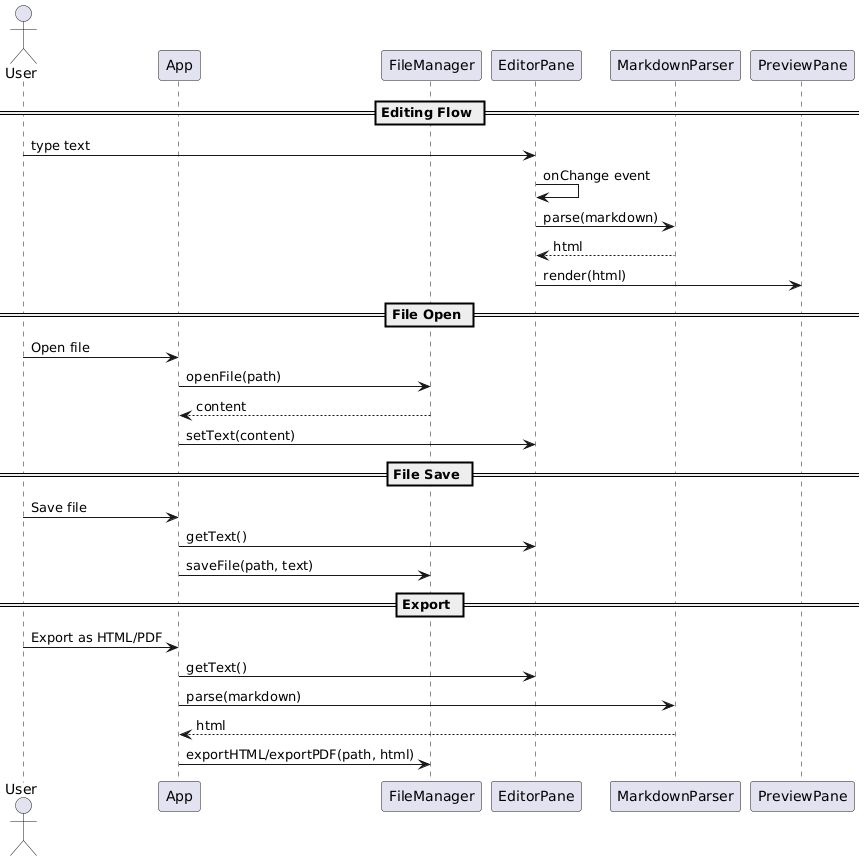 User
App
FileManager
EditorPane
MarkdownParser
PreviewPane
Editing Flow
type text
onChange event
parse(markdown)
html
render(html)
File Open
Open file
openFile(path)
content
setText(content)
File Save
Save file
getText()
saveFile(path, text)
Export
Export as HTML/PDF
getText()
parse(markdown)
html
exportHTML/exportPDF(path, html)
User
App
FileManager
EditorPane
MarkdownParser
PreviewPane